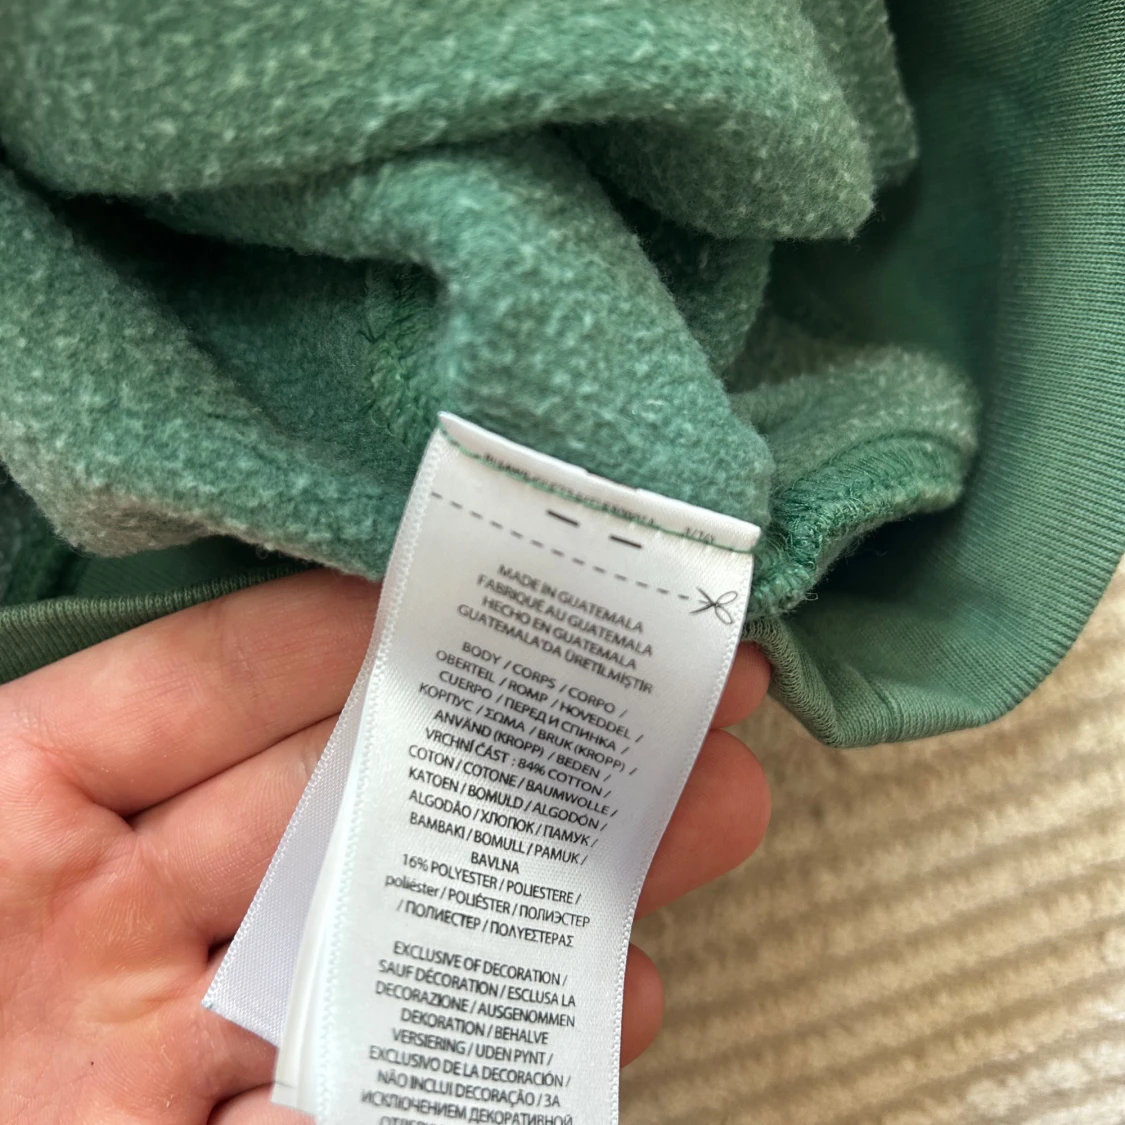 MADE IN GUATEMALA
FABRIQUÉ AU GUATEMALA
HECHO EN GUATEMALA
GUATEMALA'DA ÜRETİLMİŞTİR
BODY / CORPS / CORPO /
OBERTEIL / ROMP / HOVEDDEL /
CUERPO / ПЕРЕД И СПИНКА /
КОРПУС / ΣΩΜΑ / BRUK (KROPP) /
ANVÄND (KROPP) / BEDEN /
VRCHNÍ ČÁST : 84% COTTON /
COTON / COTONE / BAUMWOLLE /
KATOEN / BOMULD / ALGODÓN /
ALGODÃO / ХЛОПОК / ПАМУК /
BAMBAKI / BOMULL / PAMUK /
BAVLNA
16% POLYESTER / POLIESTERE /
poliéster / POLIÉSTER / ПОЛИЭСТЕР
/ ПОЛИЕСТЕР / ΠΟΛΥΕΣΤΕΡΑΣ
EXCLUSIVE OF DECORATION /
SAUF DÉCORATION / ESCLUSA LA
DECORAZIONE / AUSGENOMMEN
DEKORATION / BEHALVE
VERSIERING / UDEN PYNT /
EXCLUSIVO DE LA DECORACIÓN /
NÃO INCLUI DECORAÇÃO / ЗА
ИСКЛЮЧЕНИЕМ ДЕКОРАТИВНОЙ